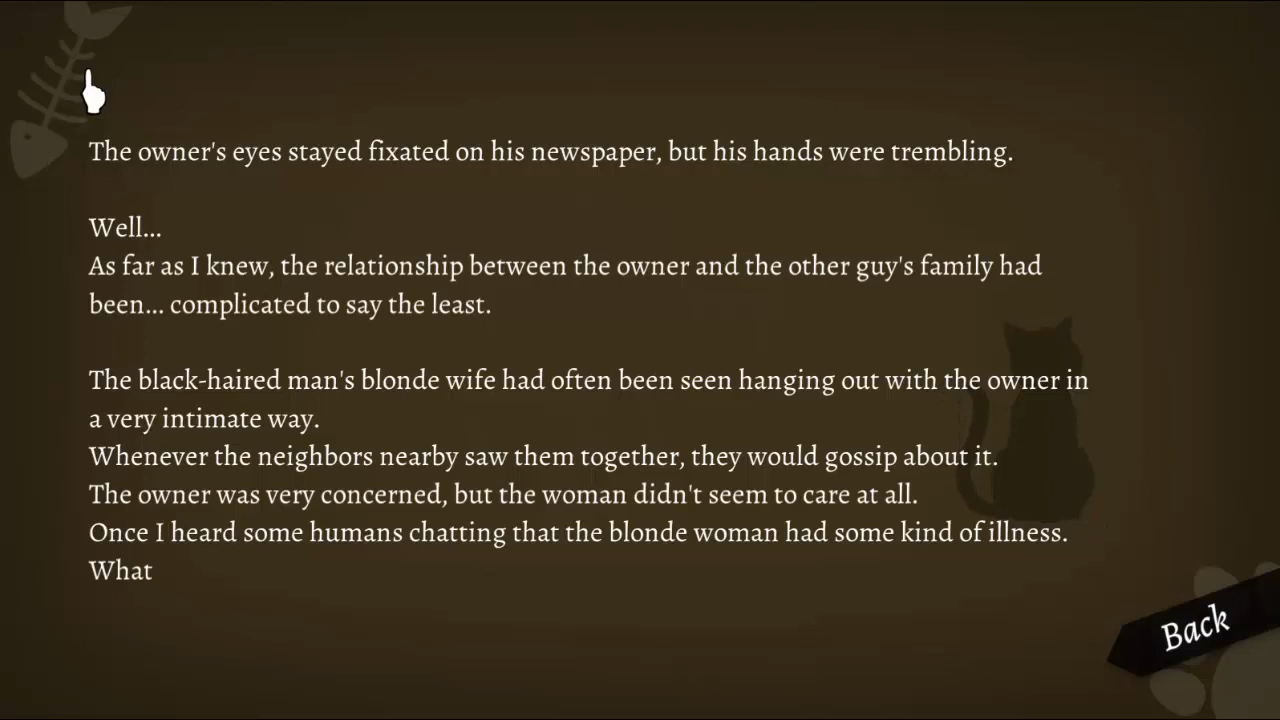 The owner's eyes stayed fixated on his newspaper, but his hands were trembling.
Well...
As far as I knew, the relationship between the owner and the other guy's family had
been... complicated to say the least.
The black-haired man's blonde wife had often been seen hanging out with the owner in
a very intimate way.
Whenever the neighbors nearby saw them together, they would gossip about it.
The owner was very concerned, but the woman didn't seem to care at all.
Once I heard some humans chatting that the blonde woman had some kind of illness.
What
Back